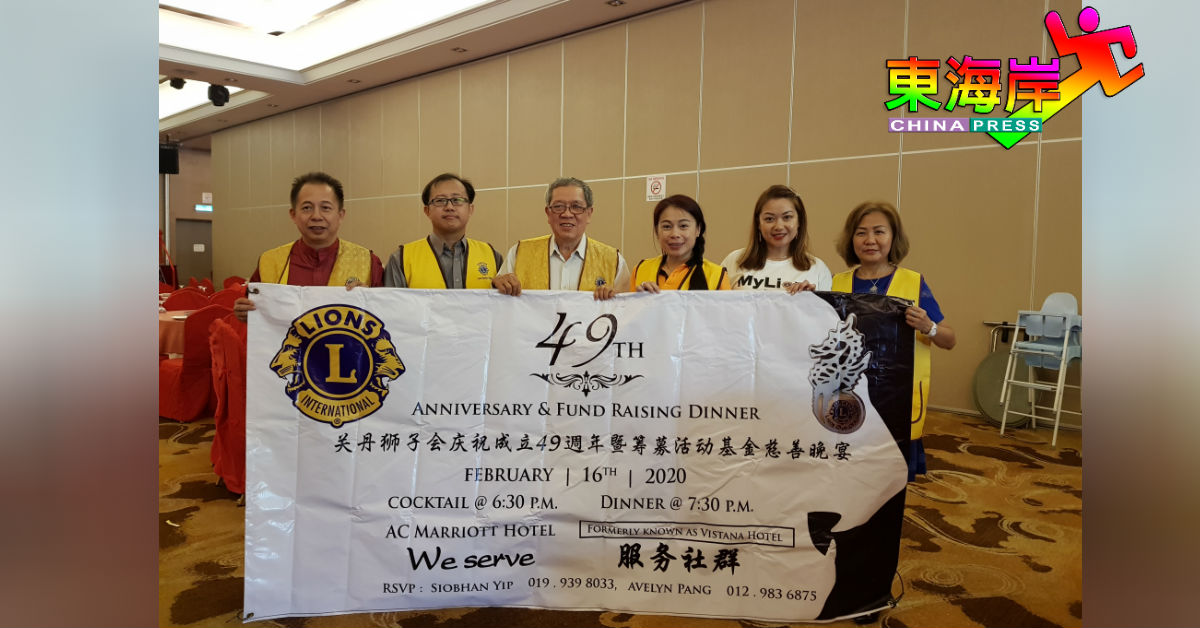 東海岸
CHINA PRESS
MyLi
LIONS
L
INTERNATIONAL
®
49TH
ANNIVERSARY & FUND RAISING DINNER
关丹狮子会庆祝成立49週年暨筹募活动基金慈善晚宴
FEBRUARY | 16TH | 2020
COCKTAIL @ 6:30 P.M. DINNER @ 7:30 P.M.
AC MARRIOTT HOTEL FORMERLY KNOWN AS VISTANA HOTEL
We serve 服务社群
RSVP : SIOBHAN YIP 019 . 939 8033, AVELYN PANG 012 . 983 6875